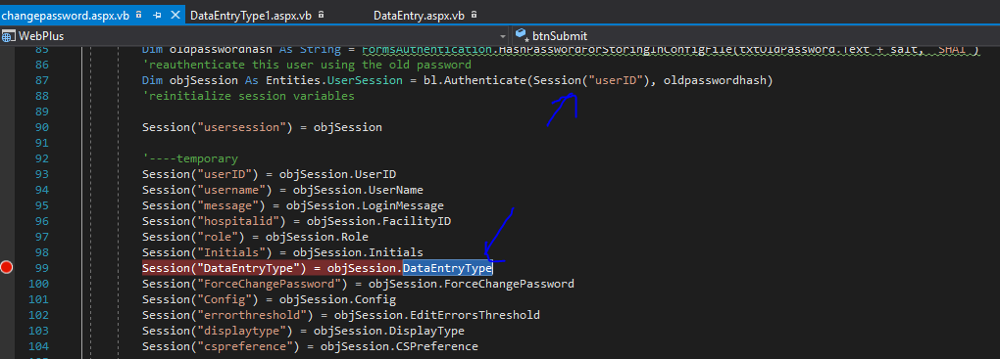 changepassword.aspx.vb DataEntryType1.aspx.vb DataEntry.aspx.vb
WebPlus btnSubmit
85 Dim oldpasswordhash As String = FormsAuthentication.HashPasswordForStoringInConfigFile(txtOldPassword.Text + salt, "SHA1")
86 'reauthenticate this user using the old password
87 Dim objSession As Entities.UserSession = bl.Authenticate(Session("userID"), oldpasswordhash)
88 'reinitialize session variables
89
90 Session("usersession") = objSession
91
92 '----temporary
93 Session("userID") = objSession.UserID
94 Session("username") = objSession.UserName
95 Session("message") = objSession.LoginMessage
96 Session("hospitalid") = objSession.FacilityID
97 Session("role") = objSession.Role
98 Session("Initials") = objSession.Initials
99 Session("DataEntryType") = objSession.DataEntryType
100 Session("ForceChangePassword") = objSession.ForceChangePassword
101 Session("Config") = objSession.Config
102 Session("errorthreshold") = objSession.EditErrorsThreshold
103 Session("displaytype") = objSession.DisplayType
104 Session("cspreference") = objSession.CSPreference